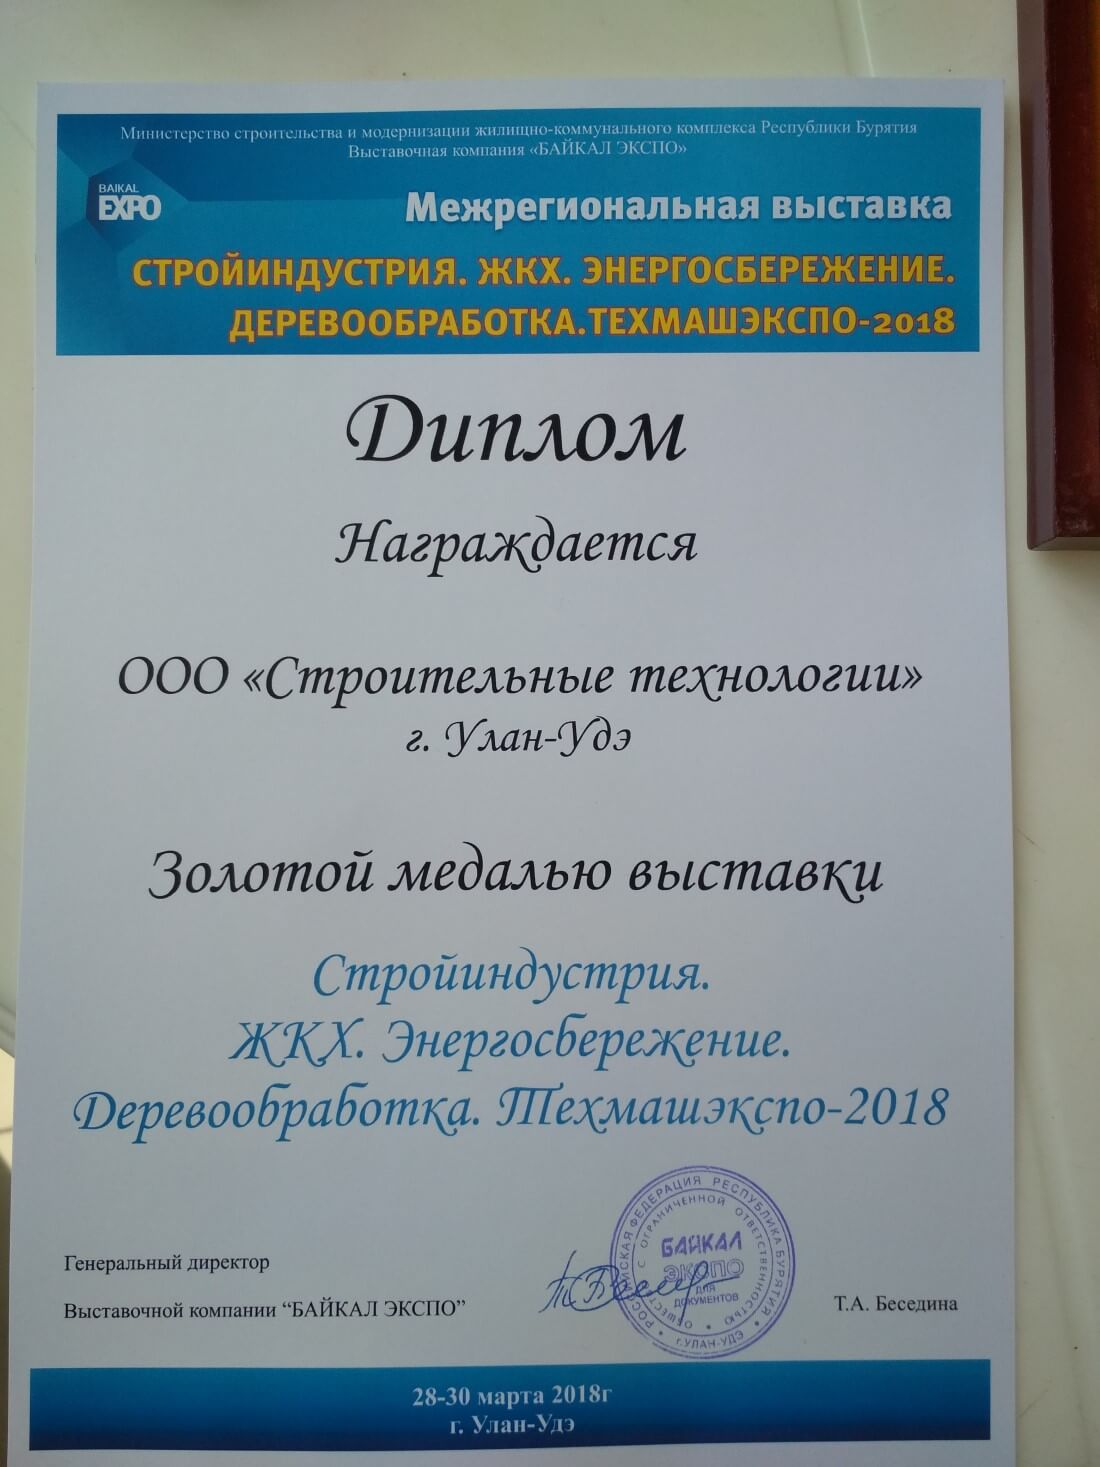 Министерство строительства и модернизации жилищно-коммунального комплекса Республики Бурятия
Выставочная компания «БАЙКАЛ ЭКСПО»
BAIKAL
EXPO
Межрегиональная выставка
СТРОЙИНДУСТРИЯ. ЖКХ. ЭНЕРГОСБЕРЕЖЕНИЕ.
ДЕРЕВООБРАБОТКА.ТЕХМАШЭКСПО-2018
Диплом
Награждается
ООО «Строительные технологии»
г. Улан-Удэ
Золотой медалью выставки
Стройиндустрия.
ЖКХ. Энергосбережение.
Деревообработка. Техмашэкспо-2018
РОССИЙСКАЯ ФЕДЕРАЦИЯ РЕСПУБЛИКА БУРЯТИЯ
ОБЩЕСТВО С ОГРАНИЧЕННОЙ ОТВЕТСТВЕННОСТЬЮ
БАЙКАЛ
ЭКСПО
ДЛЯ
ДОКУМЕНТОВ
г.УЛАН-УДЭ
Генеральный директор
Выставочной компании “БАЙКАЛ ЭКСПО”
Т.А. Беседина
28-30 марта 2018г
г. Улан-Удэ